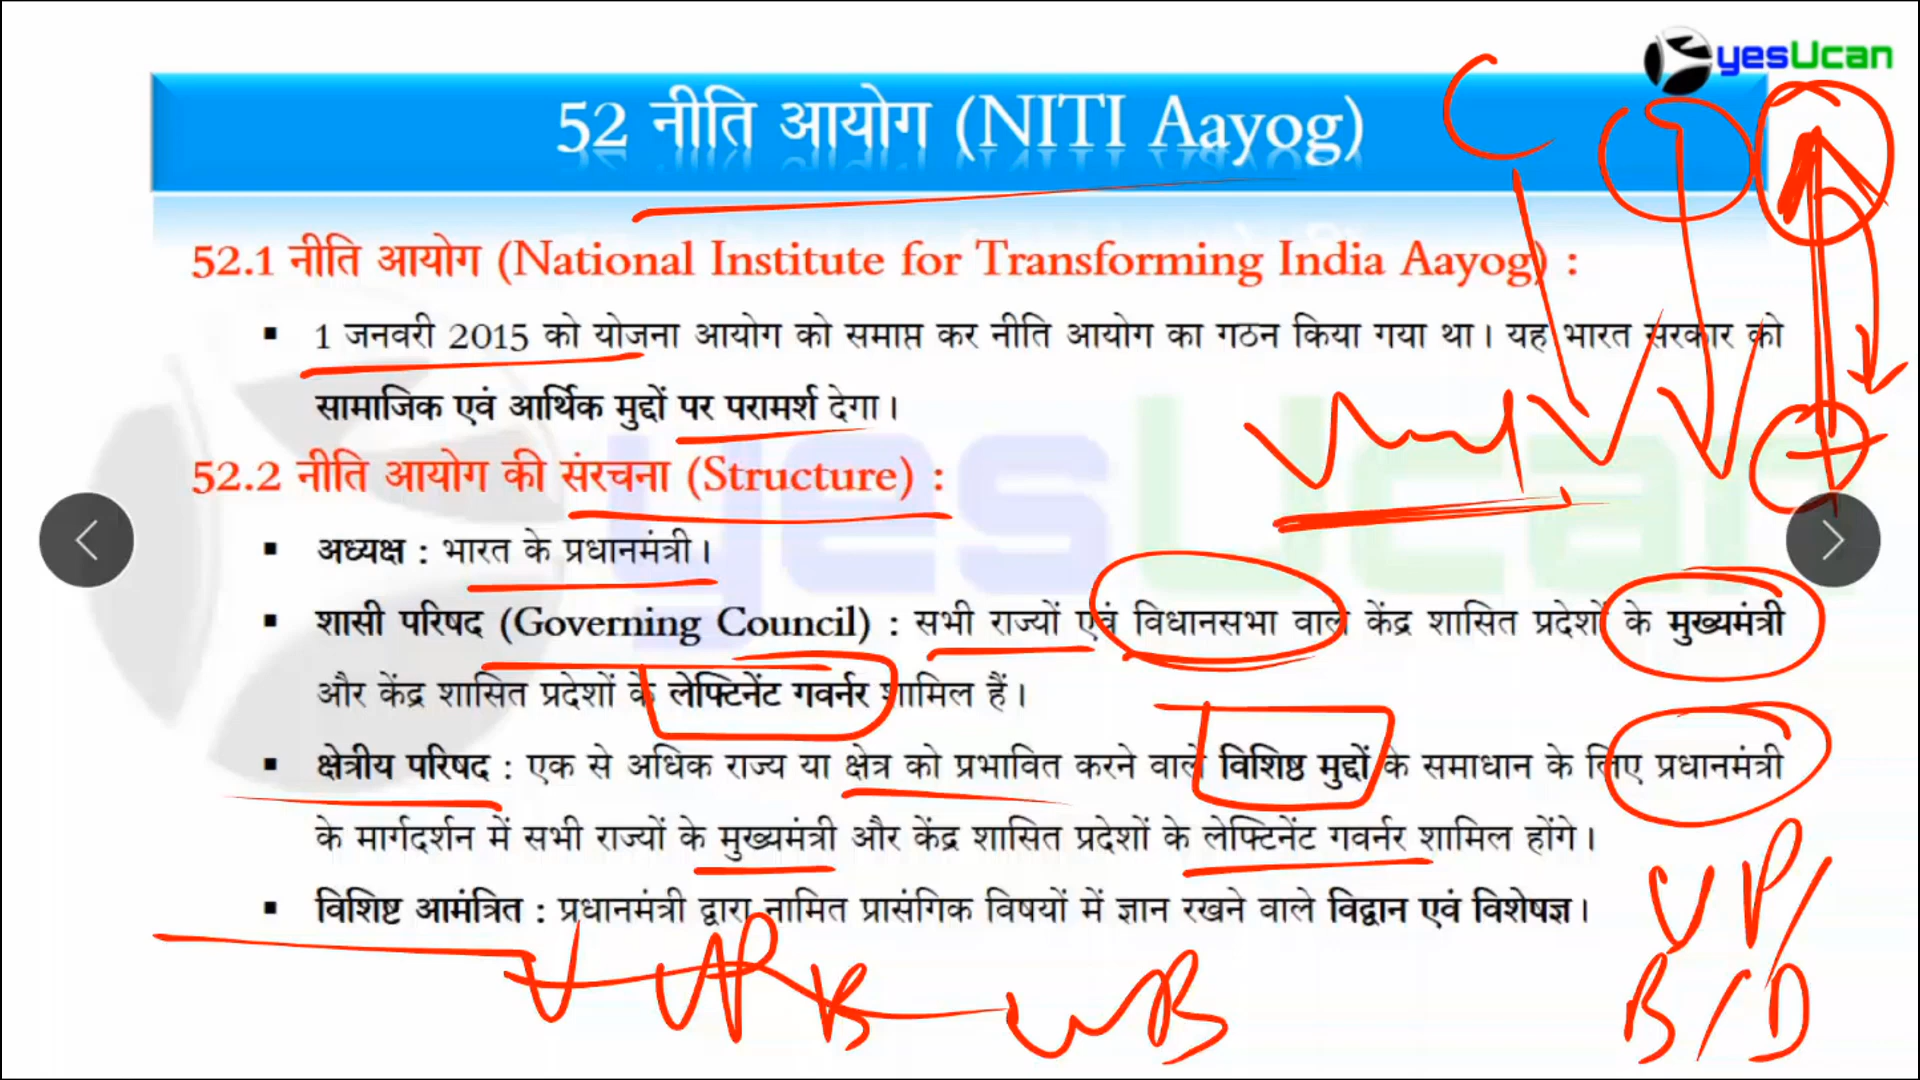 yesUcan
52 नीति आयोग (NITI Aayog)
52.1 नीति आयोग (National Institute for Transforming India Aayog) :
▪ 1 जनवरी 2015 को योजना आयोग को समाप्त कर नीति आयोग का गठन किया गया था। यह भारत सरकार को
सामाजिक एवं आर्थिक मुद्दों पर परामर्श देगा।
52.2 नीति आयोग की संरचना (Structure) :
▪ अध्यक्ष : भारत के प्रधानमंत्री।
▪ शासी परिषद (Governing Council) : सभी राज्यों एवं विधानसभा वाले केंद्र शासित प्रदेशों के मुख्यमंत्री
और केंद्र शासित प्रदेशों के लेफ्टिनेंट गवर्नर शामिल हैं।
▪ क्षेत्रीय परिषद : एक से अधिक राज्य या क्षेत्र को प्रभावित करने वाले विशिष्ट मुद्दों के समाधान के लिए प्रधानमंत्री
के मार्गदर्शन में सभी राज्यों के मुख्यमंत्री और केंद्र शासित प्रदेशों के लेफ्टिनेंट गवर्नर शामिल होंगे।
▪ विशिष्ट आमंत्रित : प्रधानमंत्री द्वारा नामित प्रासंगिक विषयों में ज्ञान रखने वाले विद्वान एवं विशेषज्ञ।
UP/
B/D
U UP B WB